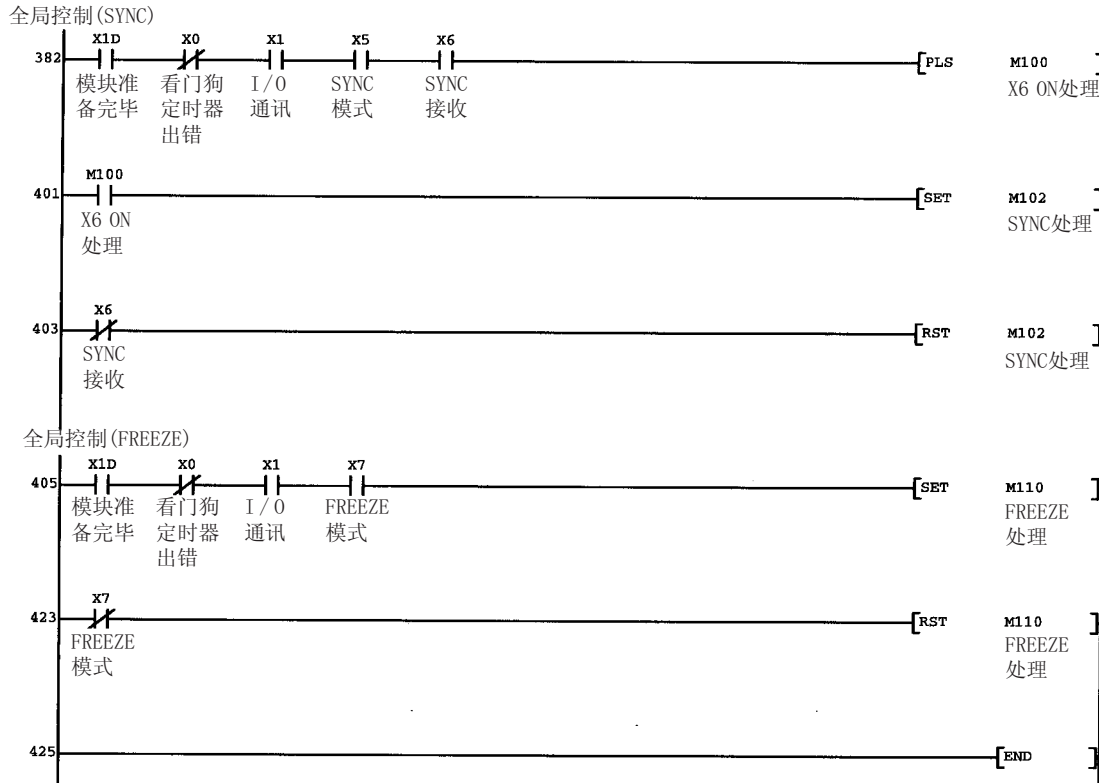 全局控制(SYNC)
X1D X0 X1 X5 X6
382 [PLS M100 ]
模块准 看门狗 I/O SYNC SYNC X6 ON处理
备完毕 定时器 通讯 模式 接收
出错
M100
401 [SET M102 ]
X6 ON SYNC处理
处理
X6
403 [RST M102 ]
SYNC SYNC处理
接收
全局控制(FREEZE)
X1D X0 X1 X7
405 [SET M110 ]
模块准 看门狗 I/O FREEZE FREEZE
备完毕 定时器 通讯 模式 处理
出错
X7
423 [RST M110 ]
FREEZE FREEZE
模式 处理
425 [END ]